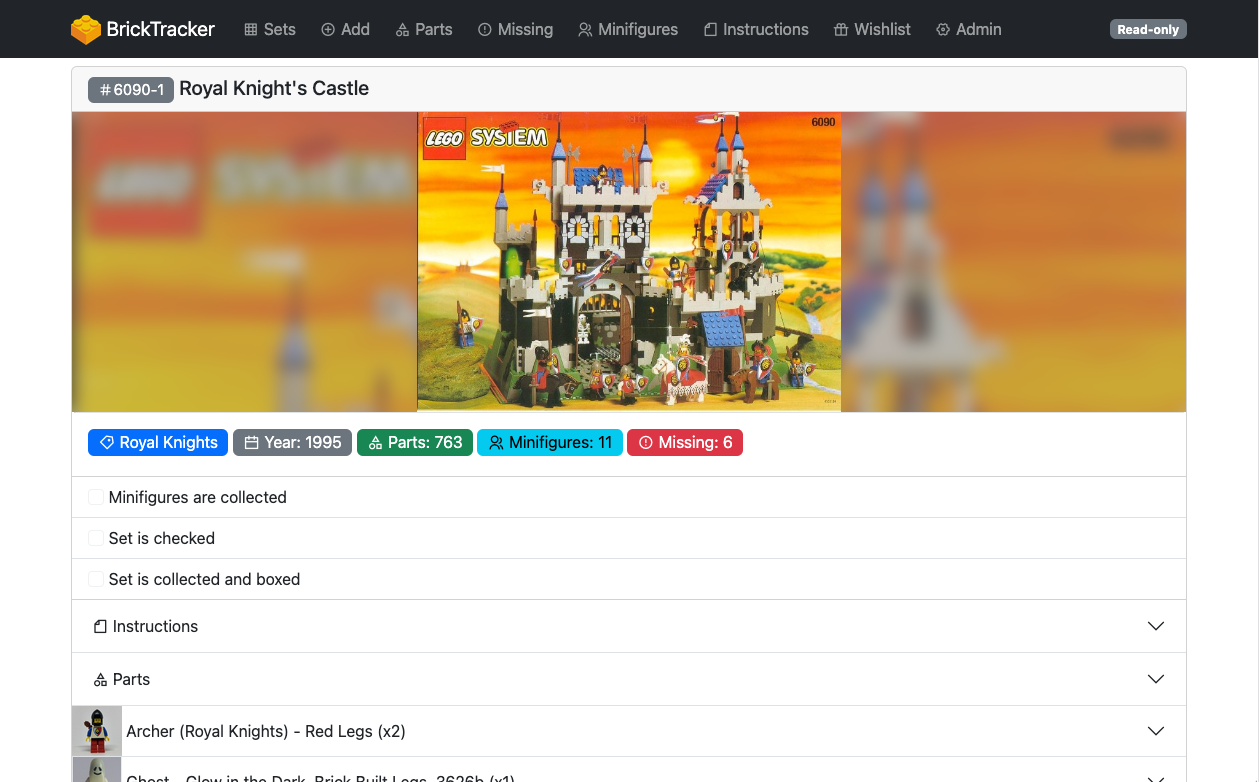 BrickTracker Sets Add Parts Missing Minifigures Instructions Wishlist Admin Read-only
# 6090-1 Royal Knight's Castle
LEGO SYSTEM 6090
Royal Knights Year: 1995 Parts: 763 Minifigures: 11 Missing: 6
Minifigures are collected
Set is checked
Set is collected and boxed
Instructions
Parts
Archer (Royal Knights) - Red Legs (x2)
Ghost - Glow in the Dark, Brick Built Legs, 3626b (x1)